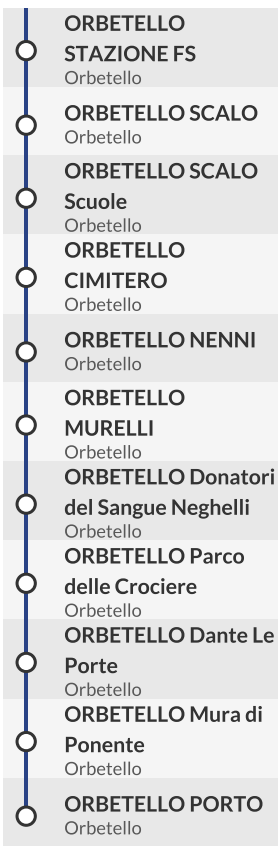 ORBETELLO
STAZIONE FS
Orbetello
ORBETELLO SCALO
Orbetello
ORBETELLO SCALO
Scuole
Orbetello
ORBETELLO
CIMITERO
Orbetello
ORBETELLO NENNI
Orbetello
ORBETELLO
MURELLI
Orbetello
ORBETELLO Donatori
del Sangue Neghelli
Orbetello
ORBETELLO Parco
delle Crociere
Orbetello
ORBETELLO Dante Le
Porte
Orbetello
ORBETELLO Mura di
Ponente
Orbetello
ORBETELLO PORTO
Orbetello